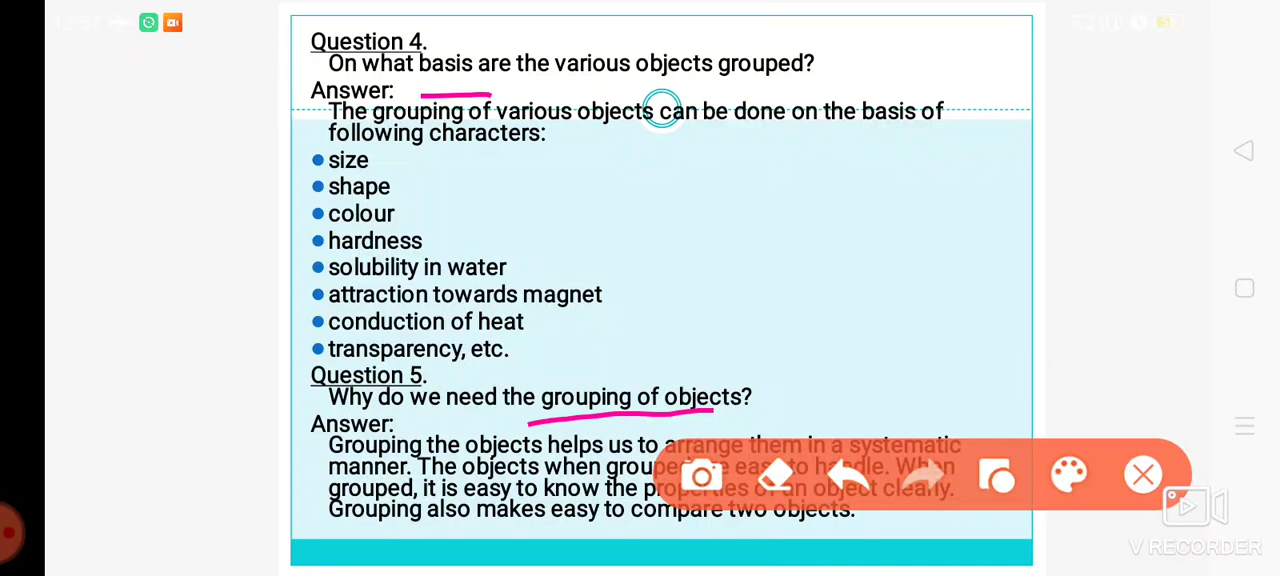 12:57
Question 4.
On what basis are the various objects grouped?
Answer:
The grouping of various objects can be done on the basis of
following characters:
size
shape
colour
hardness
solubility in water
attraction towards magnet
conduction of heat
transparency, etc.
Question 5.
Why do we need the grouping of objects?
Answer:
Grouping the objects helps us to arrange them in a systematic
manner. The objects when grouped are easy to handle. When
grouped, it is easy to know the properties of an object clearly.
Grouping also makes easy to compare two objects.
V RECORDER